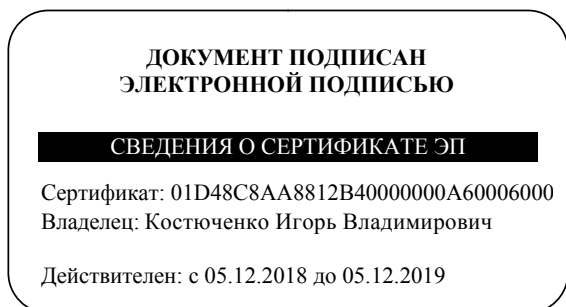 ДОКУМЕНТ ПОДПИСАН
ЭЛЕКТРОННОЙ ПОДПИСЬЮ
СВЕДЕНИЯ О СЕРТИФИКАТЕ ЭП
Сертификат: 01D48C8AA8812B40000000A60006000
Владелец: Костюченко Игорь Владимирович
Действителен: с 05.12.2018 до 05.12.2019